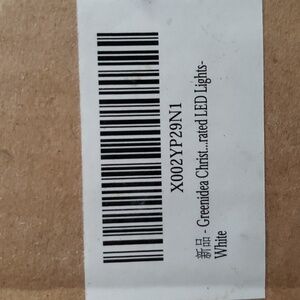 X002YP29N1
新品 - Greenidea Christ...rated LED Lights-
White